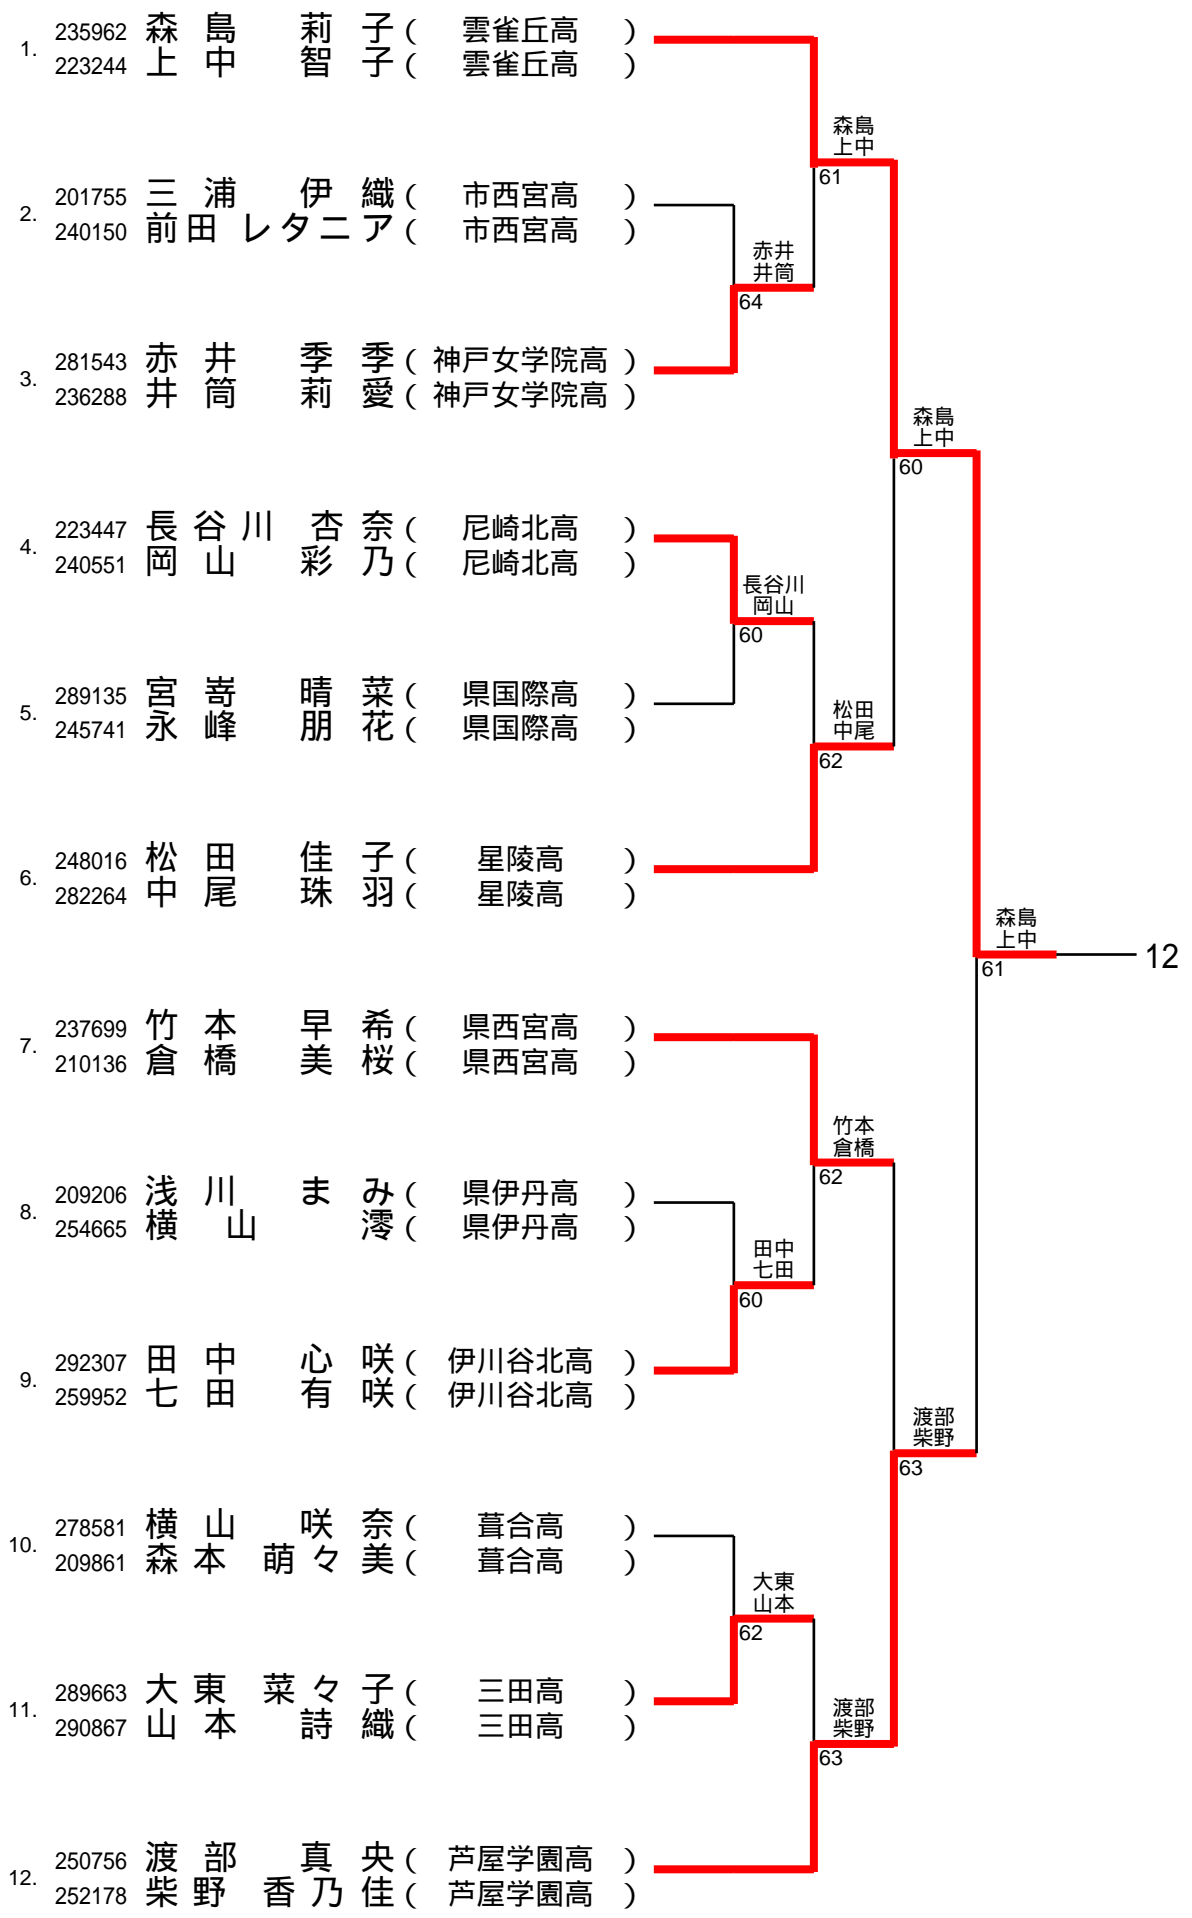 1. 235962 森島 莉子 ( 雲雀丘高 )
223244 上中 智子 ( 雲雀丘高 )
森島
上中
61
2. 201755 三浦 伊織 ( 市西宮高 )
240150 前田 レタニア ( 市西宮高 )
赤井
井筒
64
3. 281543 赤井 季季 ( 神戸女学院高 )
236288 井筒 莉愛 ( 神戸女学院高 )
森島
上中
60
4. 223447 長谷川 杏奈 ( 尼崎北高 )
240551 岡山 彩乃 ( 尼崎北高 )
長谷川
岡山
60
5. 289135 宮嵜 晴菜 ( 県国際高 )
245741 永峰 朋花 ( 県国際高 )
松田
中尾
62
6. 248016 松田 佳子 ( 星陵高 )
282264 中尾 珠羽 ( 星陵高 )
森島
上中
61
12
7. 237699 竹本 早希 ( 県西宮高 )
210136 倉橋 美桜 ( 県西宮高 )
竹本
倉橋
62
8. 209206 浅川 まみ ( 県伊丹高 )
254665 横山 澪 ( 県伊丹高 )
田中
七田
60
9. 292307 田中 心咲 ( 伊川谷北高 )
259952 七田 有咲 ( 伊川谷北高 )
渡部
柴野
63
10. 278581 横山 咲奈 ( 葺合高 )
209861 森本 萌々美 ( 葺合高 )
大東
山本
62
11. 289663 大東 菜々子 ( 三田高 )
290867 山本 詩織 ( 三田高 )
渡部
柴野
63
12. 250756 渡部 真央 ( 芦屋学園高 )
252178 柴野 香乃佳 ( 芦屋学園高 )